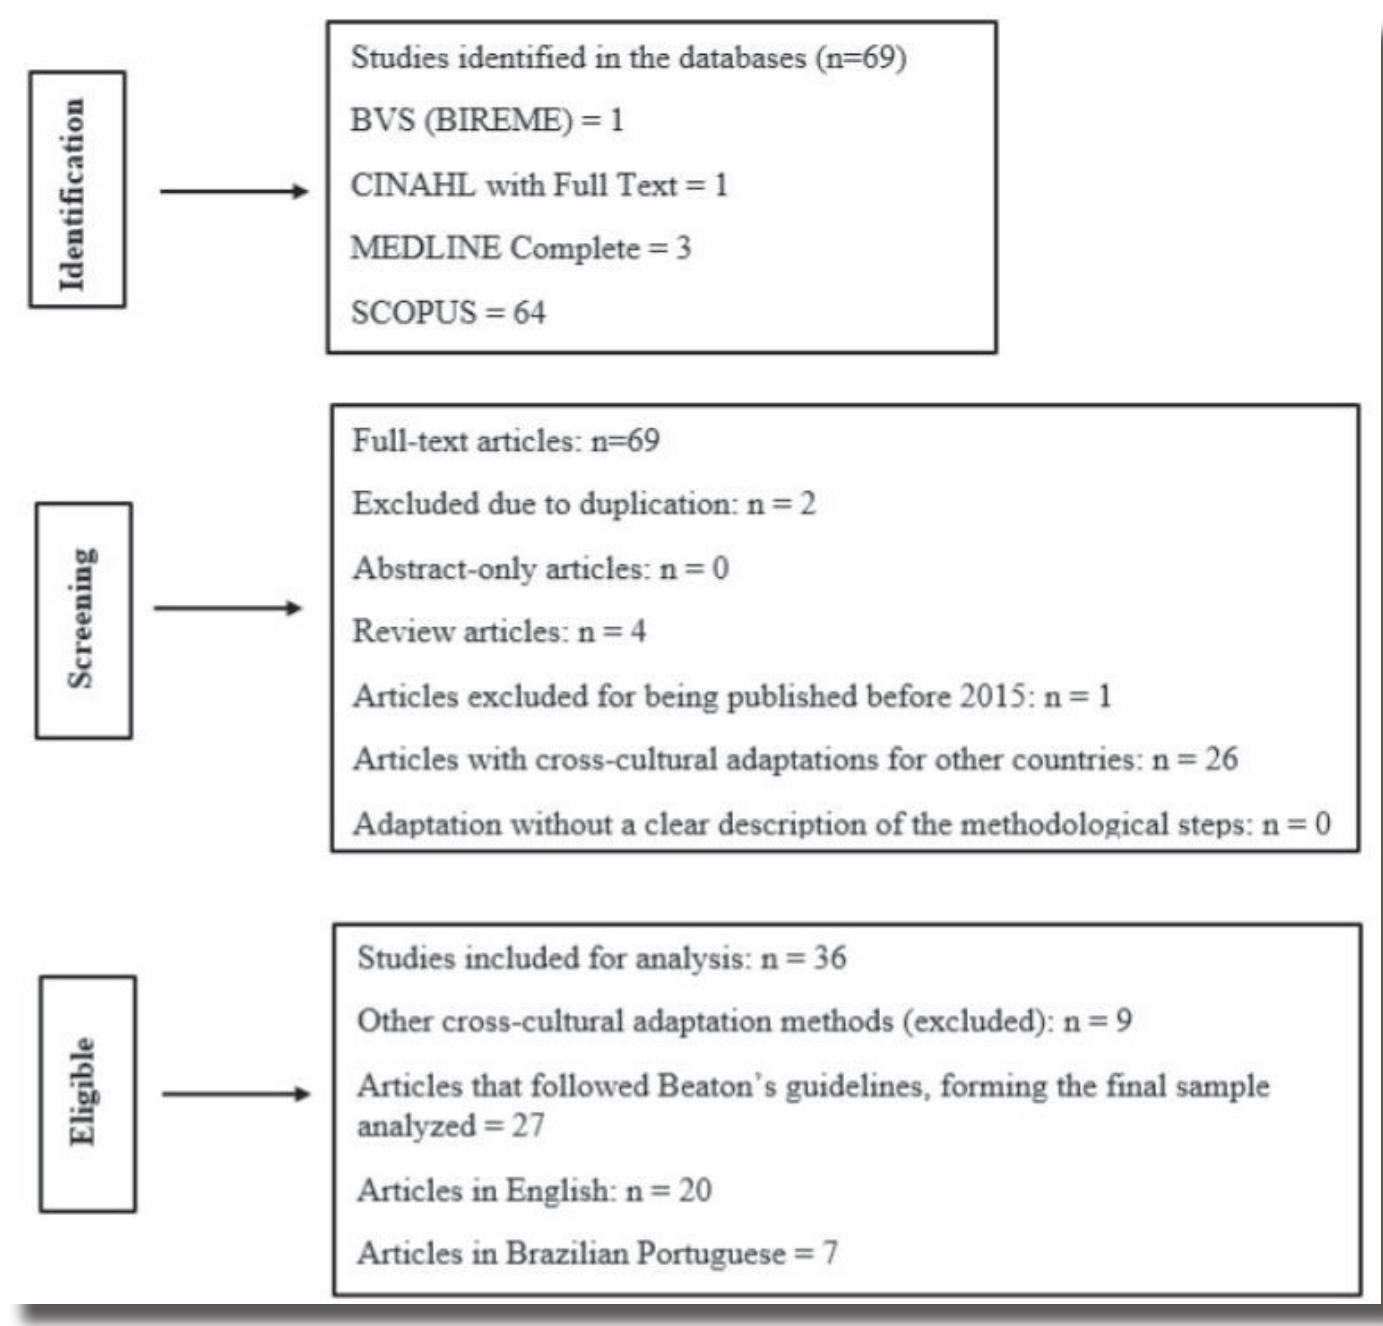 Identification
Studies identified in the databases (n=69)
BVS (BIREME) = 1
CINAHL with Full Text = 1
MEDLINE Complete = 3
SCOPUS = 64
Screening
Full-text articles: n=69
Excluded due to duplication: n = 2
Abstract-only articles: n = 0
Review articles: n = 4
Articles excluded for being published before 2015: n = 1
Articles with cross-cultural adaptations for other countries: n = 26
Adaptation without a clear description of the methodological steps: n = 0
Eligible
Studies included for analysis: n = 36
Other cross-cultural adaptation methods (excluded): n = 9
Articles that followed Beaton's guidelines, forming the final sample
analyzed = 27
Articles in English: n = 20
Articles in Brazilian Portuguese = 7